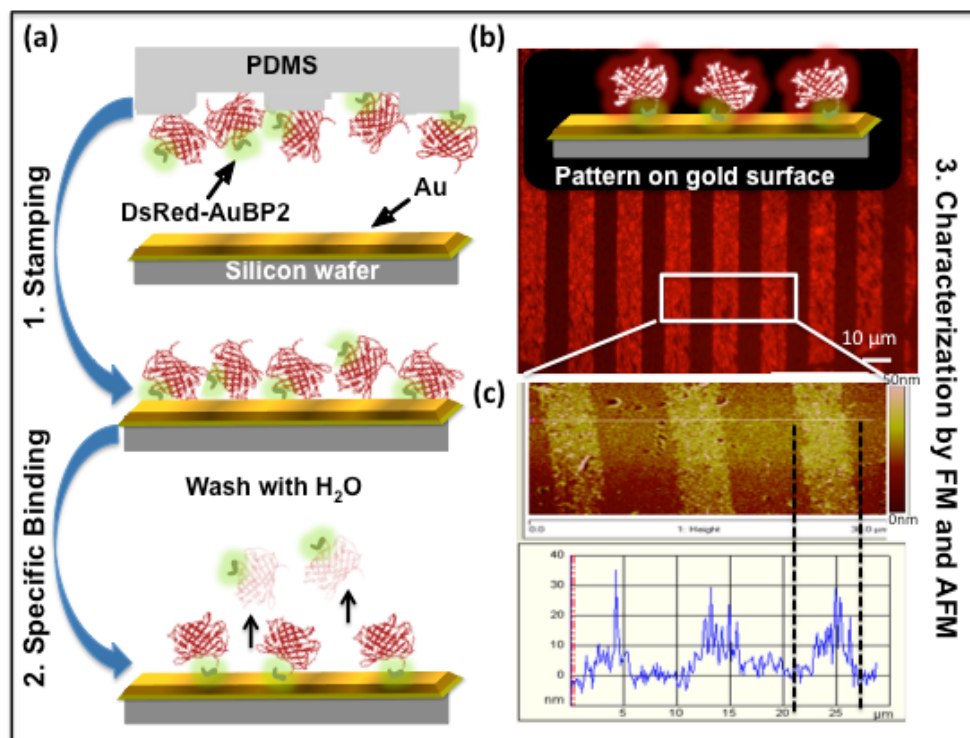 (a)
PDMS
DsRed-AuBP2
Au
Silicon wafer
1. Stamping
Wash with H₂O
2. Specific Binding
(b)
Pattern on gold surface
10 µm
(c)
50nm
0nm
0.0
1: Height
30.0 µm
40
30
20
10
0
nm
5
10
15
20
25
µm
3. Characterization by FM and AFM